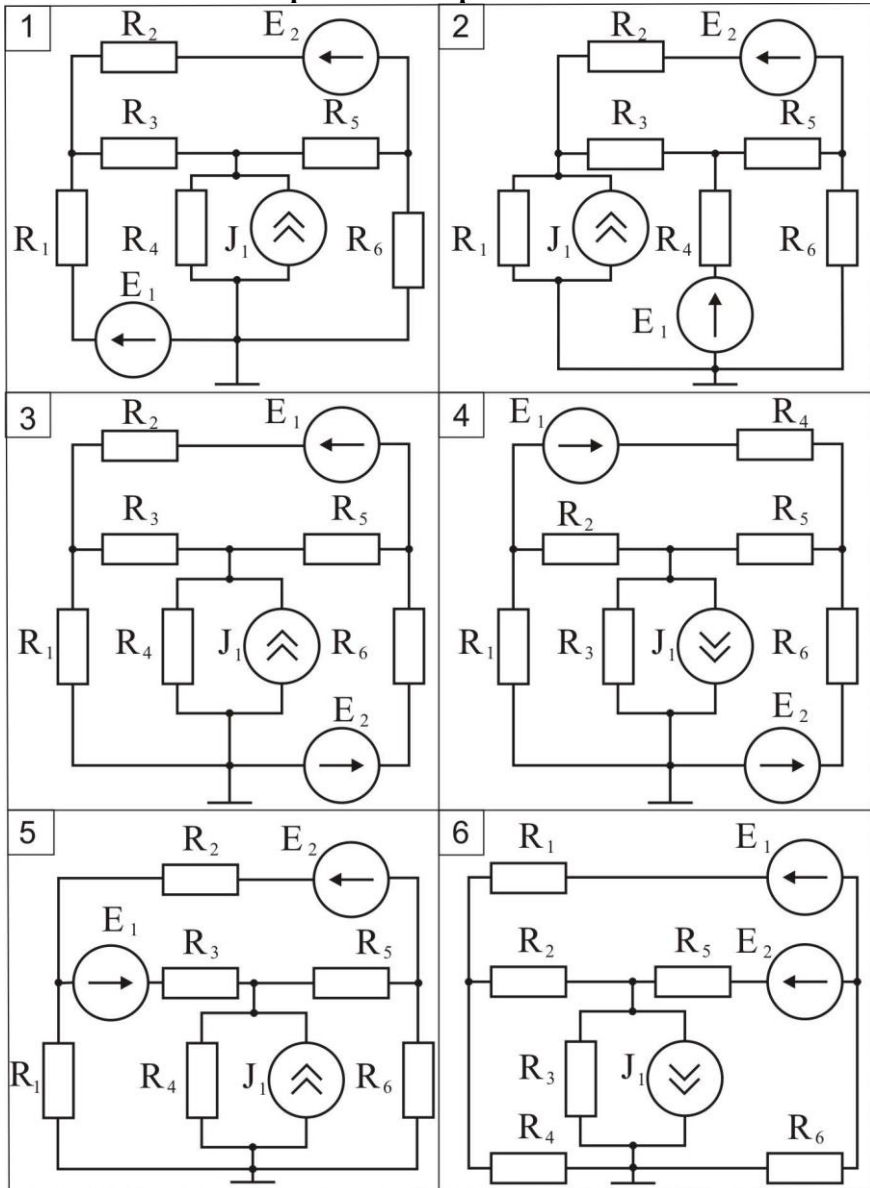 1
R2 E2
R3 R5
R1 R4 J1 R6
E1
2
R2 E2
R3 R5
R1 J1 R4 R6
E1
3
R2 E1
R3 R5
R1 R4 J1 R6
E2
4
E1 R4
R2 R5
R1 R3 J1 R6
E2
5
R2 E2
E1 R3 R5
R1 R4 J1 R6
6
R1 E1
R2 R5 E2
R3 J1
R4 R6